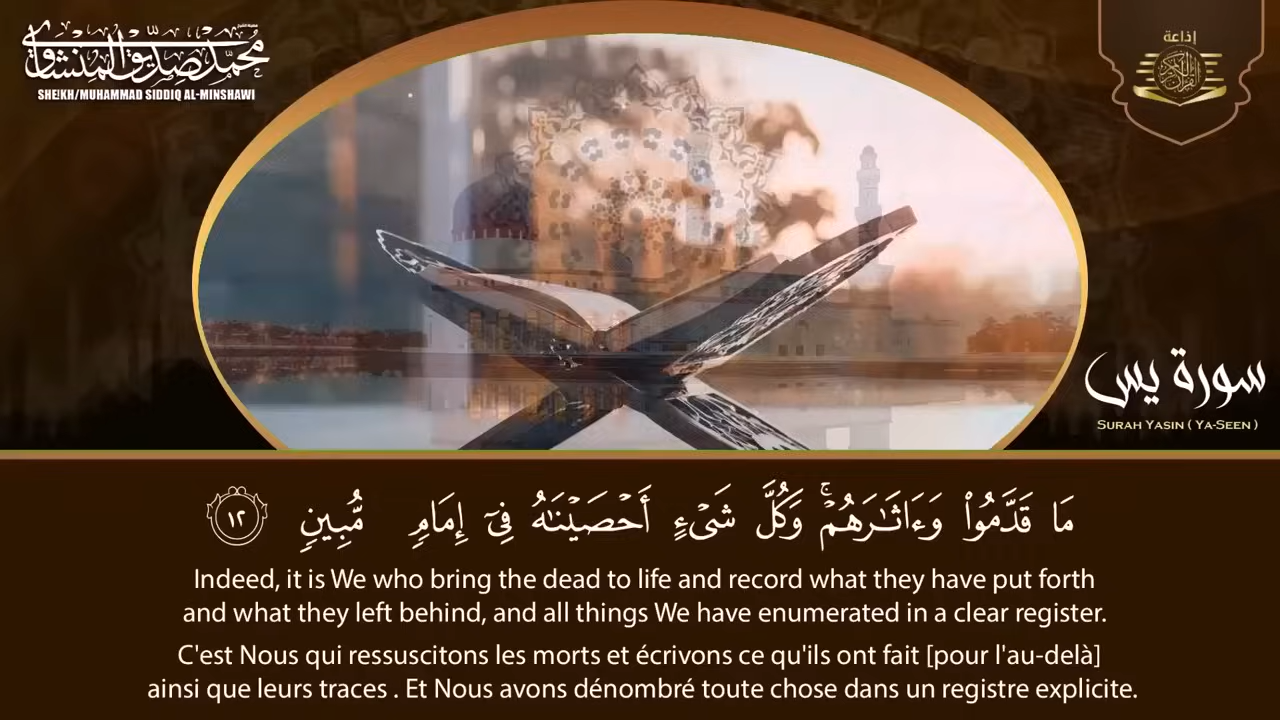 محمد صديق المنشاوي
SHEIKH/MUHAMMAD SIDDIQ AL-MINSHAWI
إذاعة
القرآن الكريم
سورة يس
SURAH YASIN ( YA-SEEN )
مَا قَدَّمُوا۟ وَءَاثَـٰرَهُمْ ۚ وَكُلَّ شَىْءٍ أَحْصَيْنَـٰهُ فِىٓ إِمَامٍ مُّبِينٍ ١٢
Indeed, it is We who bring the dead to life and record what they have put forth
and what they left behind, and all things We have enumerated in a clear register.
C'est Nous qui ressuscitons les morts et écrivons ce qu'ils ont fait [pour l'au-delà]
ainsi que leurs traces . Et Nous avons dénombré toute chose dans un registre explicite.